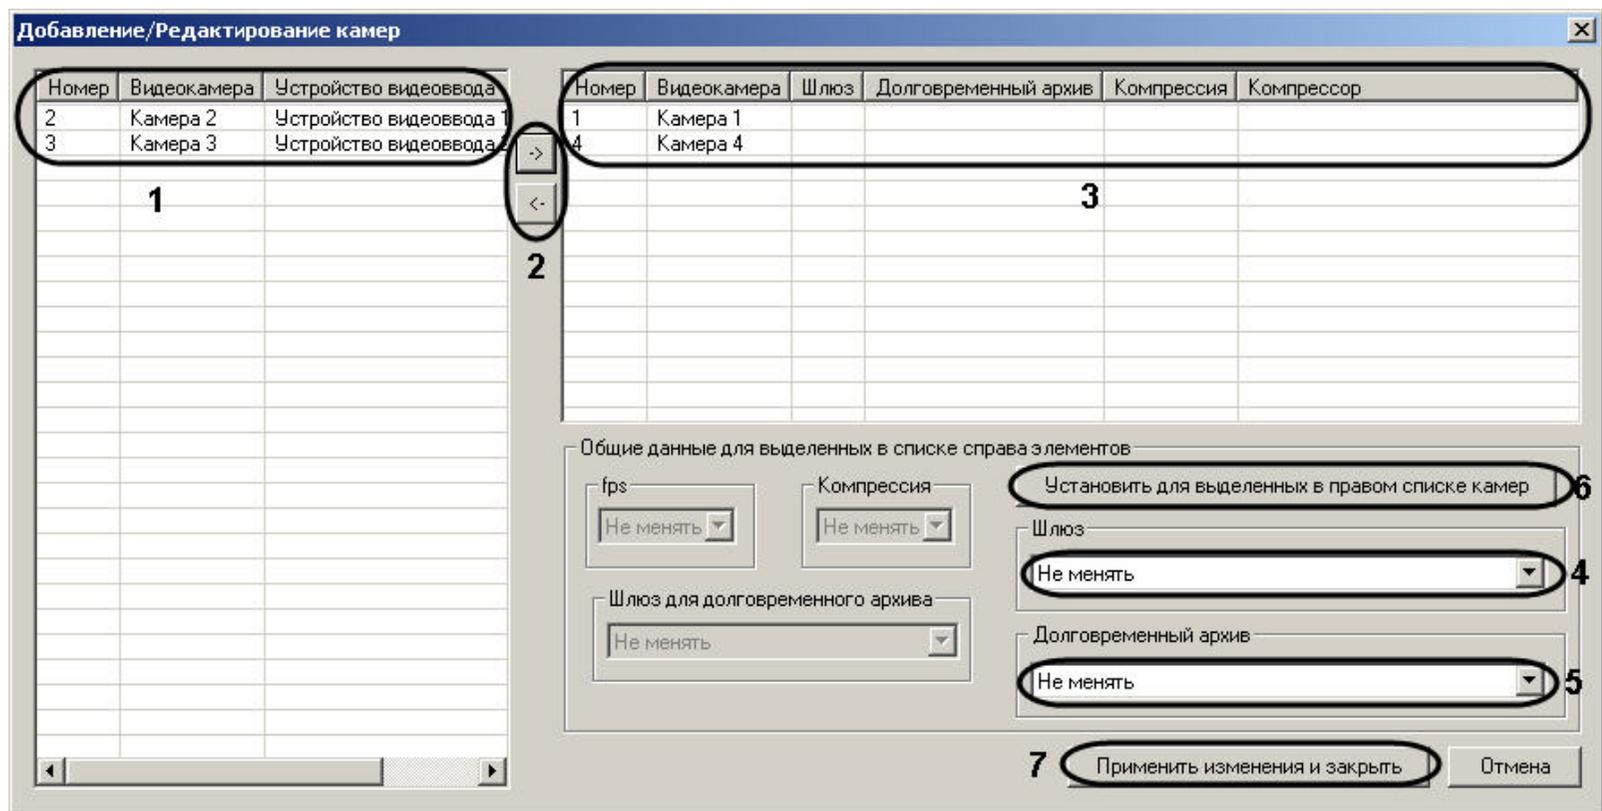 Добавление/Редактирование камер
Номер Видеокамера Устройство видеоввода
2 Камера 2 Устройство видеоввода 1
3 Камера 3 Устройство видеоввода
1
->
<-
2
Номер Видеокамера Шлюз Долговременный архив Компрессия Компрессор
1 Камера 1
4 Камера 4
3
Общие данные для выделенных в списке справа элементов
fps
Не менять
Компрессия
Не менять
Установить для выделенных в правом списке камер 6
Шлюз
Не менять 4
Шлюз для долговременного архива
Не менять
Долговременный архив
Не менять 5
7 Применить изменения и закрыть Отмена